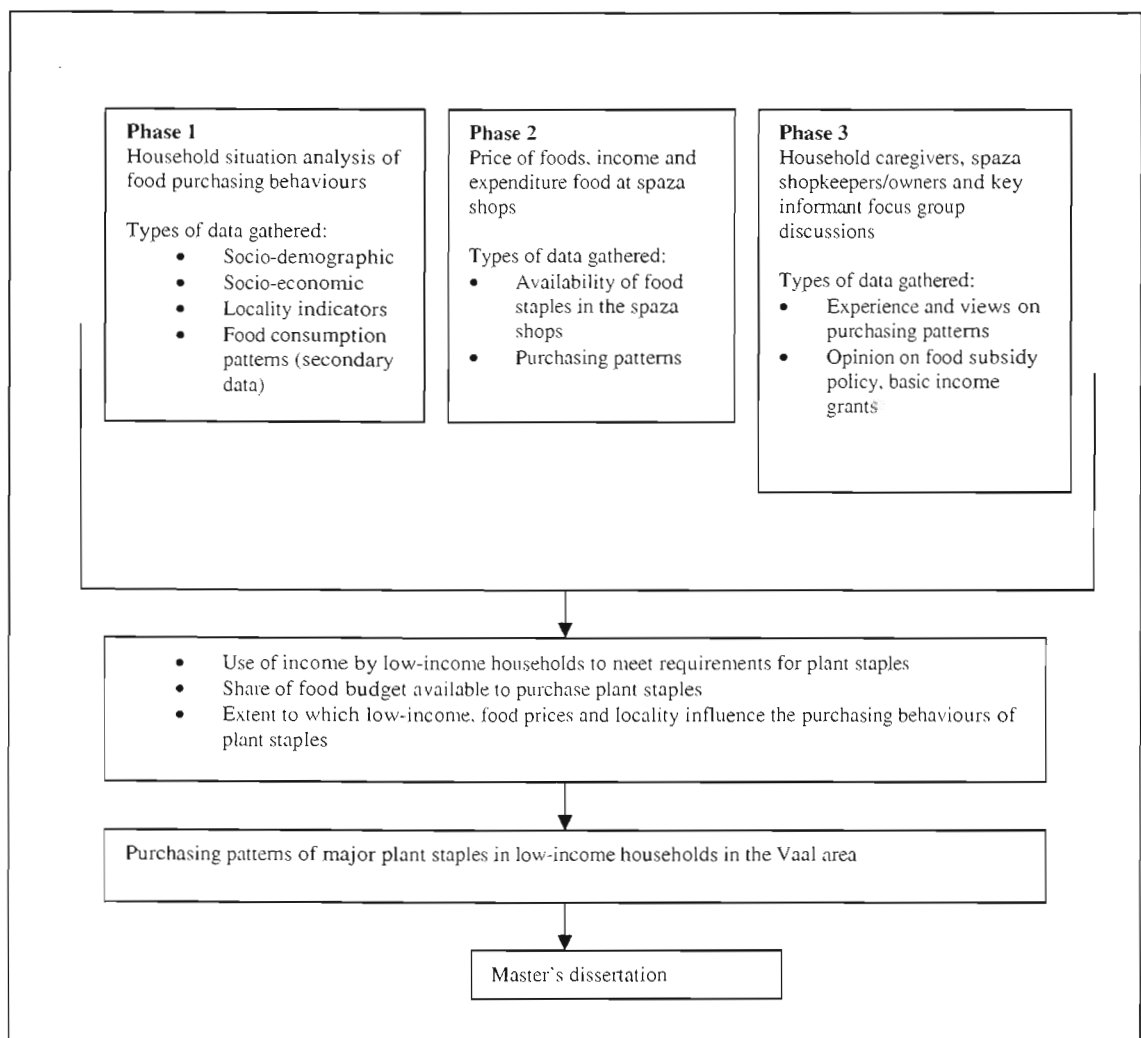 Phase 1
Household situation analysis of
food purchasing behaviours
Types of data gathered:
• Socio-demographic
• Socio-economic
• Locality indicators
• Food consumption
patterns (secondary
data)
Phase 2
Price of foods, income and
expenditure food at spaza
shops
Types of data gathered:
• Availability of food
staples in the spaza
shops
• Purchasing patterns
Phase 3
Household caregivers, spaza
shopkeepers/owners and key
informant focus group
discussions
Types of data gathered:
• Experience and views on
purchasing patterns
• Opinion on food subsidy
policy, basic income
grants
• Use of income by low-income households to meet requirements for plant staples
• Share of food budget available to purchase plant staples
• Extent to which low-income, food prices and locality influence the purchasing behaviours of
plant staples
Purchasing patterns of major plant staples in low-income households in the Vaal area
Master's dissertation